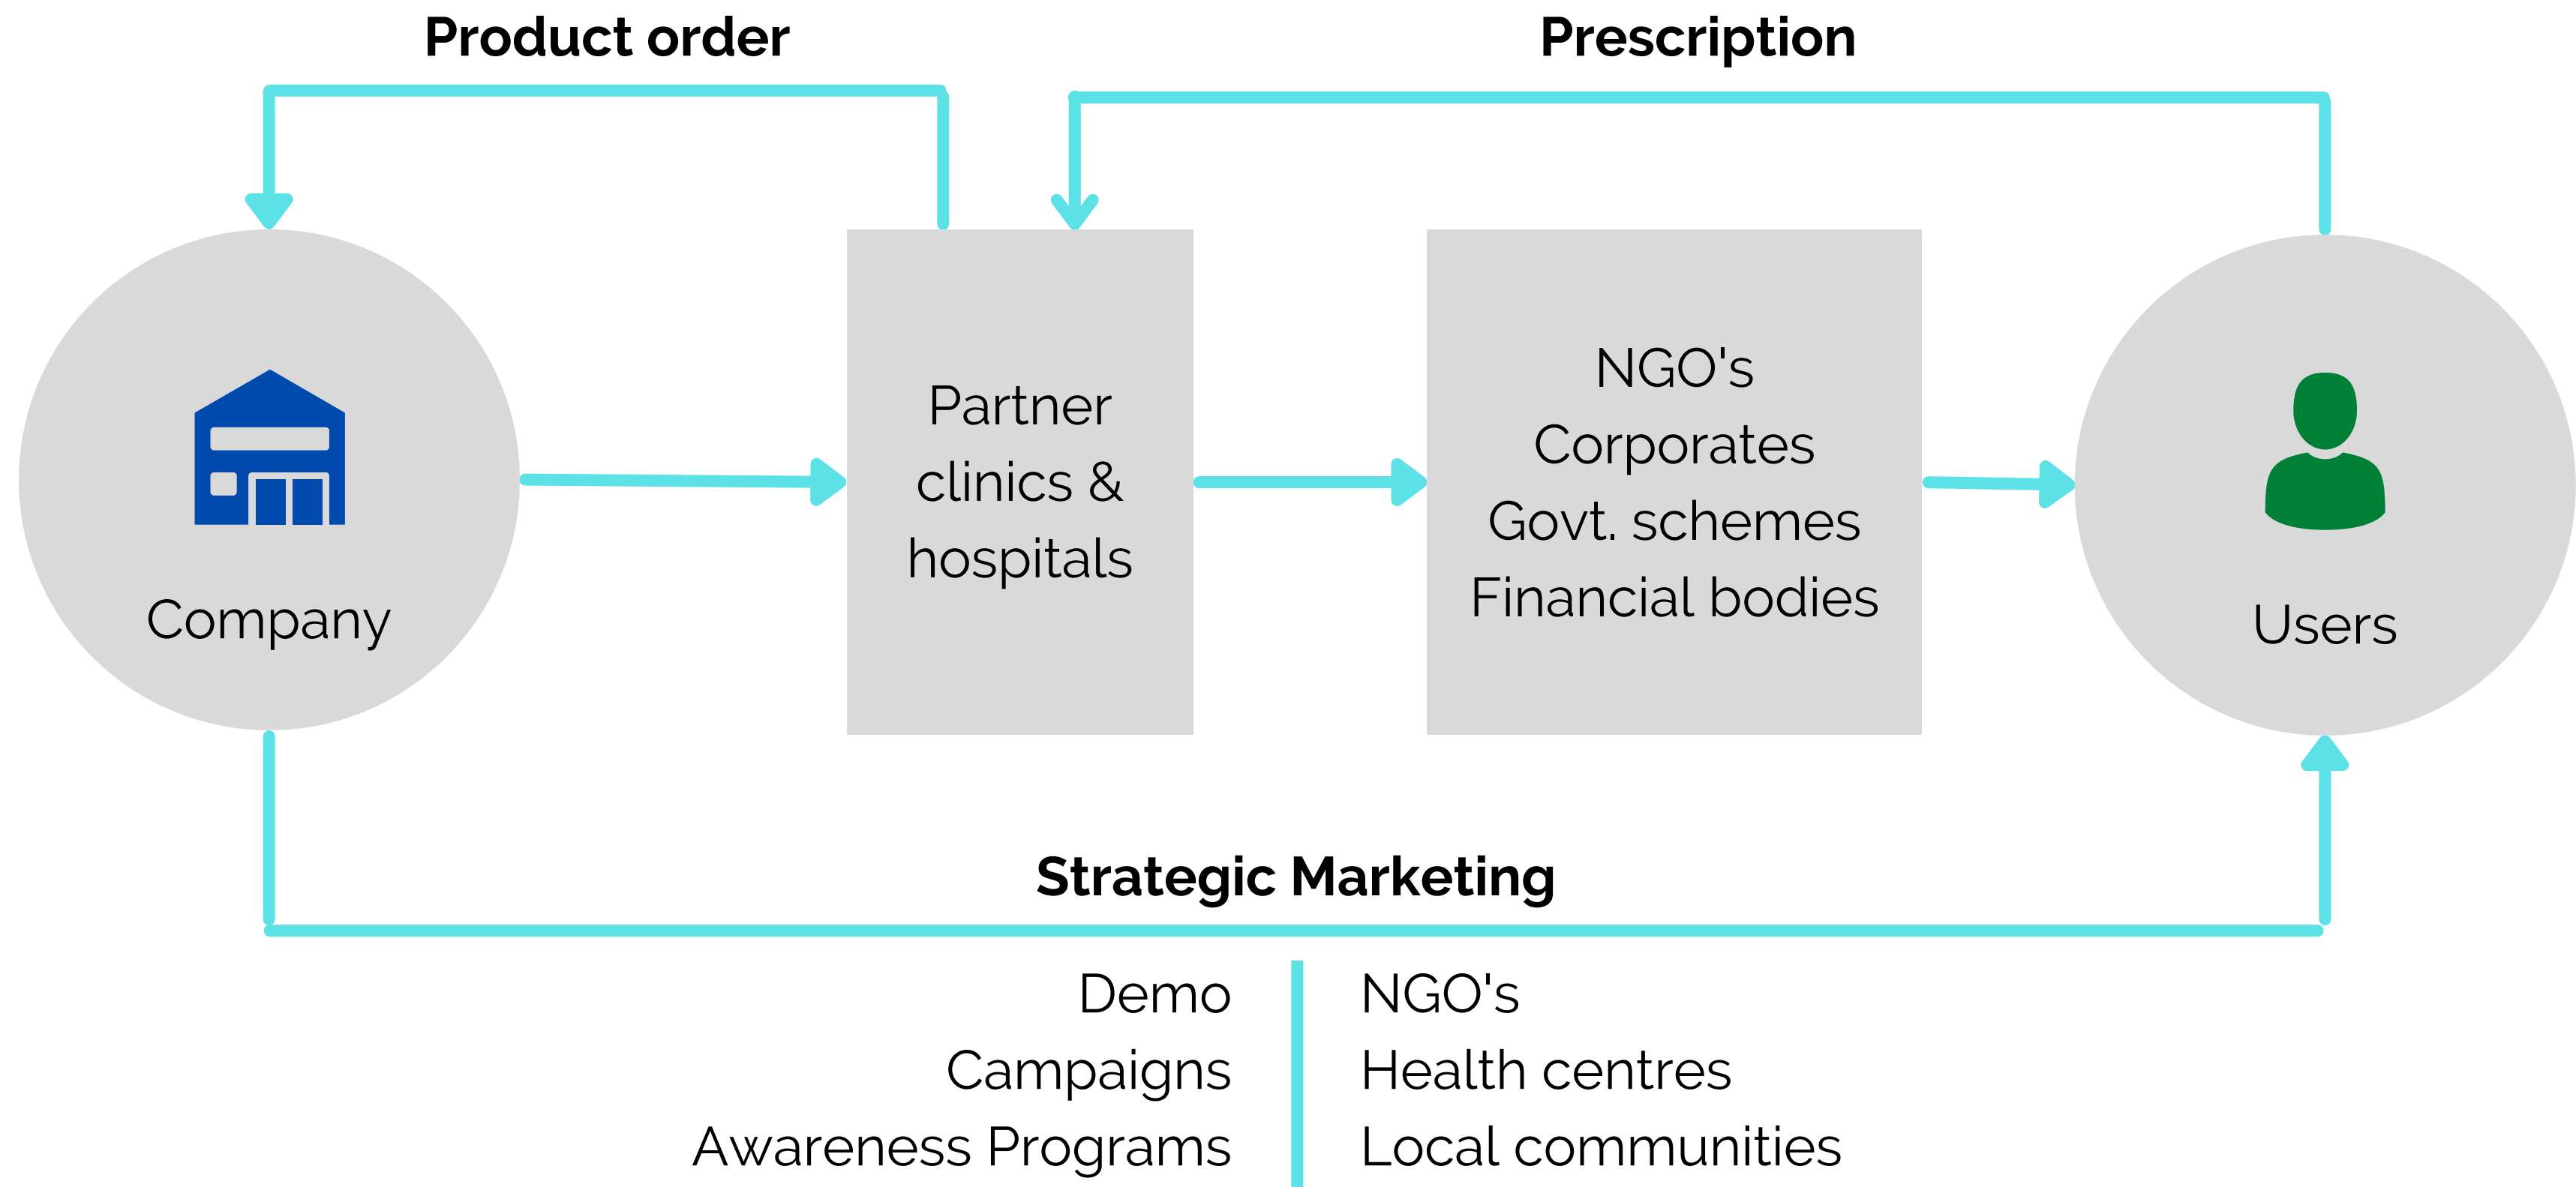 Product order
Prescription
Company
Partner
clinics &
hospitals
NGO's
Corporates
Govt. schemes
Financial bodies
Users
Strategic Marketing
Demo
Campaigns
Awareness Programs
NGO's
Health centres
Local communities